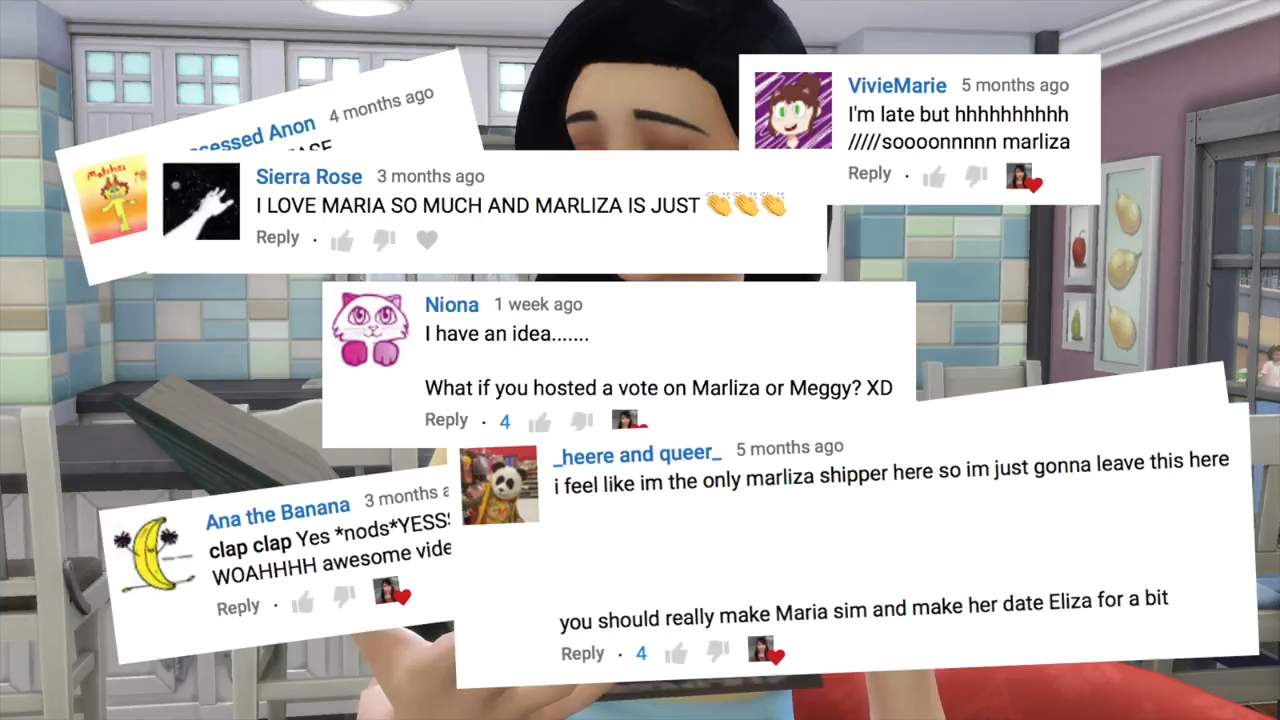 4 months ago
VivieMarie 5 months ago
I'm late but hhhhhhhhhh
/////soooonnnnn marliza
Reply
Matches
Sierra Rose 3 months ago
I LOVE MARIA SO MUCH AND MARLIZA IS JUST 👏👏👏
Reply
Niona 1 week ago
I have an idea.......
What if you hosted a vote on Marliza or Meggy? XD
Reply · 4
_heere and queer_ 5 months ago
i feel like im the only marliza shipper here so im just gonna leave this here
you should really make Maria sim and make her date Eliza for a bit
Reply · 4
Ana the Banana 3 months a
clap clap Yes *nods*YESSS
WOAHHHH awesome vide
Reply